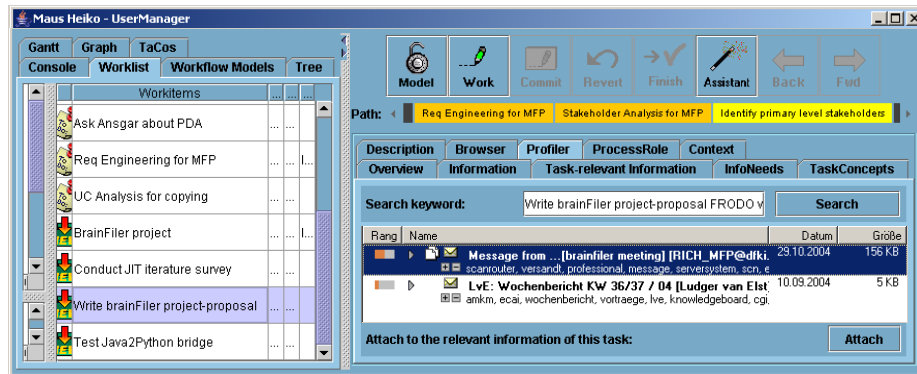 Maus Heiko - UserManager
Gantt Graph TaCos
Console Worklist Workflow Models Tree
Workitems ... ... ...
Ask Ansgar about PDA ... ...
Req Engineering for MFP ... ... I...
UC Analysis for copying ... ...
BrainFiler project ... ... I...
Conduct JIT iterature survey ... ...
Write brainFiler project-proposal ... ...
Test Java2Python bridge ... ...
Model Work Commit Revert Finish Assistant Back Fwd
Path: Req Engineering for MFP Stakeholder Analysis for MFP Identify primary level stakeholders
Description Browser Profiler ProcessRole Context
Overview Information Task-relevant Information InfoNeeds TaskConcepts
Search keyword: Write brainFiler project-proposal FRODO v Search
Rang Name Datum Größe
Message from ...[brainfiler meeting] [RICH_MFP@dfki. 29.10.2004 156 KB
scanrouter, versandt, professional, message, serversystem, scn, e
LvE: Wochenbericht KW 36/37 / 04 [Ludger van Elst] 10.09.2004 5 KB
amkm, ecai, wochenbericht, vortraege, lve, knowledgeboard, cgi,
Attach to the relevant information of this task: Attach